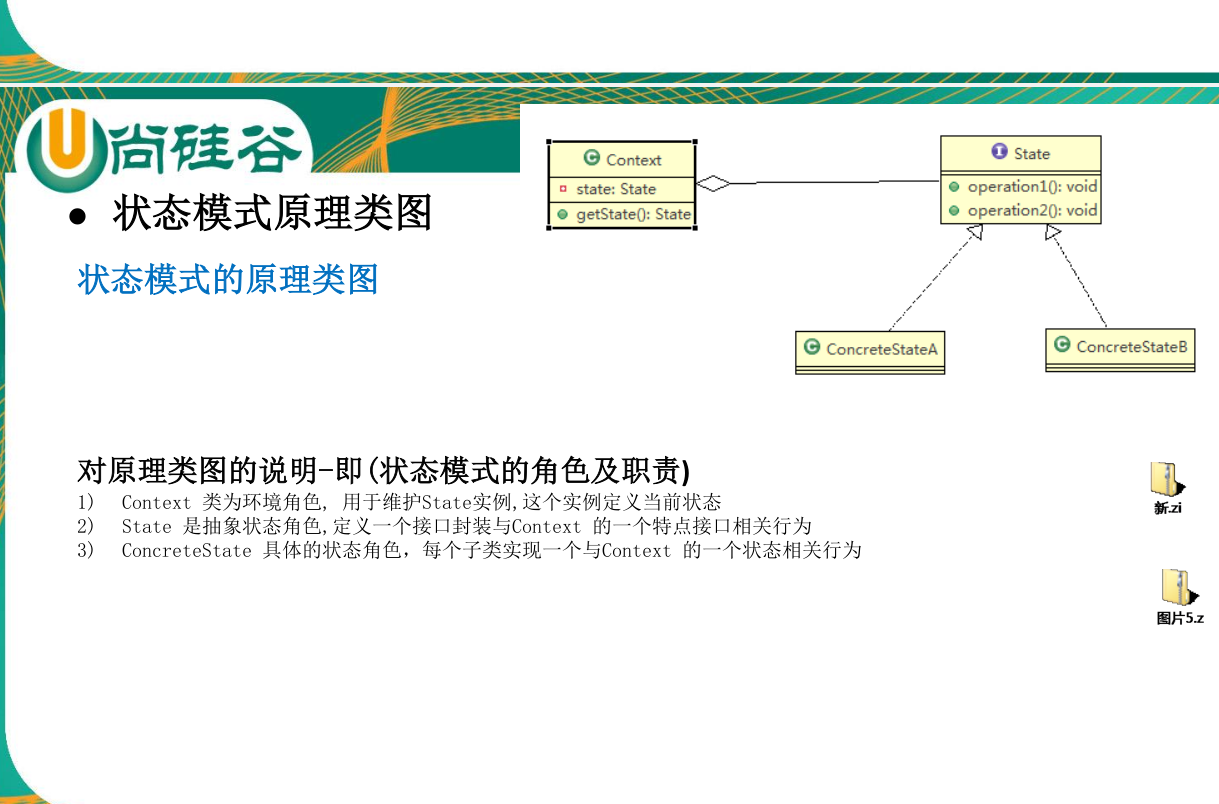 尚硅谷
● 状态模式原理类图
状态模式的原理类图
Context
state: State
getState(): State
State
operation1(): void
operation2(): void
ConcreteStateA
ConcreteStateB
对原理类图的说明-即(状态模式的角色及职责)
1) Context 类为环境角色, 用于维护State实例,这个实例定义当前状态
2) State 是抽象状态角色,定义一个接口封装与Context 的一个特点接口相关行为
3) ConcreteState 具体的状态角色，每个子类实现一个与Context 的一个状态相关行为
新.zi
图片5.z